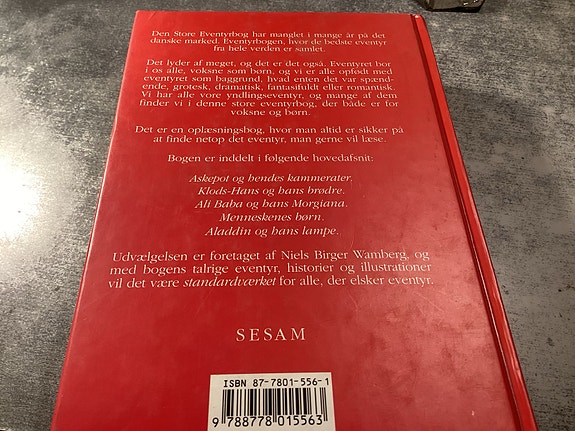 Den Store Eventyrbog har manglet i mange år på det
danske marked. Eventyrbogen, hvor de bedste eventyr
fra hele verden er samlet.
Det lyder af meget, og det er det også. Eventyret bor
i os alle, voksne som børn, og vi er alle opfødt med
eventyret som baggrund, hvad enten det var spænd-
ende, grotesk, dramatisk, fantasifuldt eller romantisk.
Vi har alle vore yndlingseventyr, og mange af dem
finder vi i denne store eventyrbog, der både er for
voksne og børn.
Det er en oplæsningsbog, hvor man altid er sikker på
at finde netop det eventyr, man gerne vil læse.
Bogen er inddelt i følgende hovedafsnit:
Askepot og hendes kammerater.
Klods-Hans og hans brødre.
Ali Baba og hans Morgiana.
Menneskenes børn.
Aladdin og hans lampe.
Udvælgelsen er foretaget af Niels Birger Wamberg, og
med bogens talrige eventyr, historier og illustrationer
vil det være standardværket for alle, der elsker eventyr.
SESAM
ISBN 87-7801-556-1
9 788778 015563